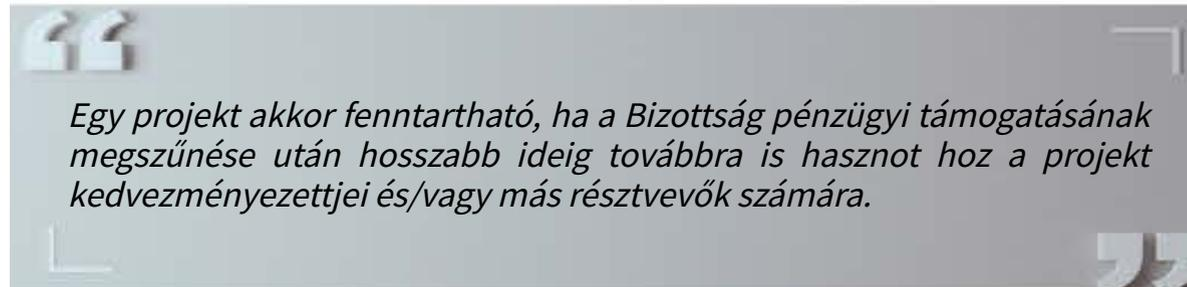 Egy projekt akkor fenntartható, ha a Bizottság pénzügyi támogatásának
megszűnése után hosszabb ideig továbbra is hasznot hoz a projekt
kedvezményezettjei és/vagy más résztvevők számára.